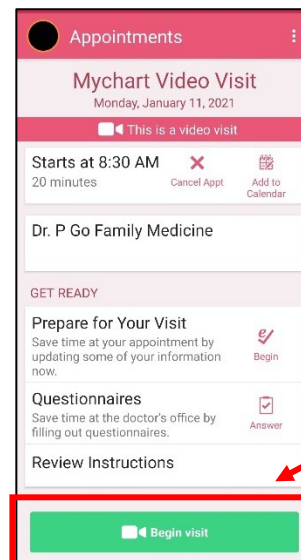 Appointments
Mychart Video Visit
Monday, January 11, 2021
This is a video visit
Starts at 8:30 AM
20 minutes
Cancel Appt
Add to
Calendar
Dr. P Go Family Medicine
GET READY
Prepare for Your Visit
Save time at your appointment by
updating some of your information
now.
Begin
Questionnaires
Save time at the doctor's office by
filling out questionnaires.
Answer
Review Instructions
Begin visit